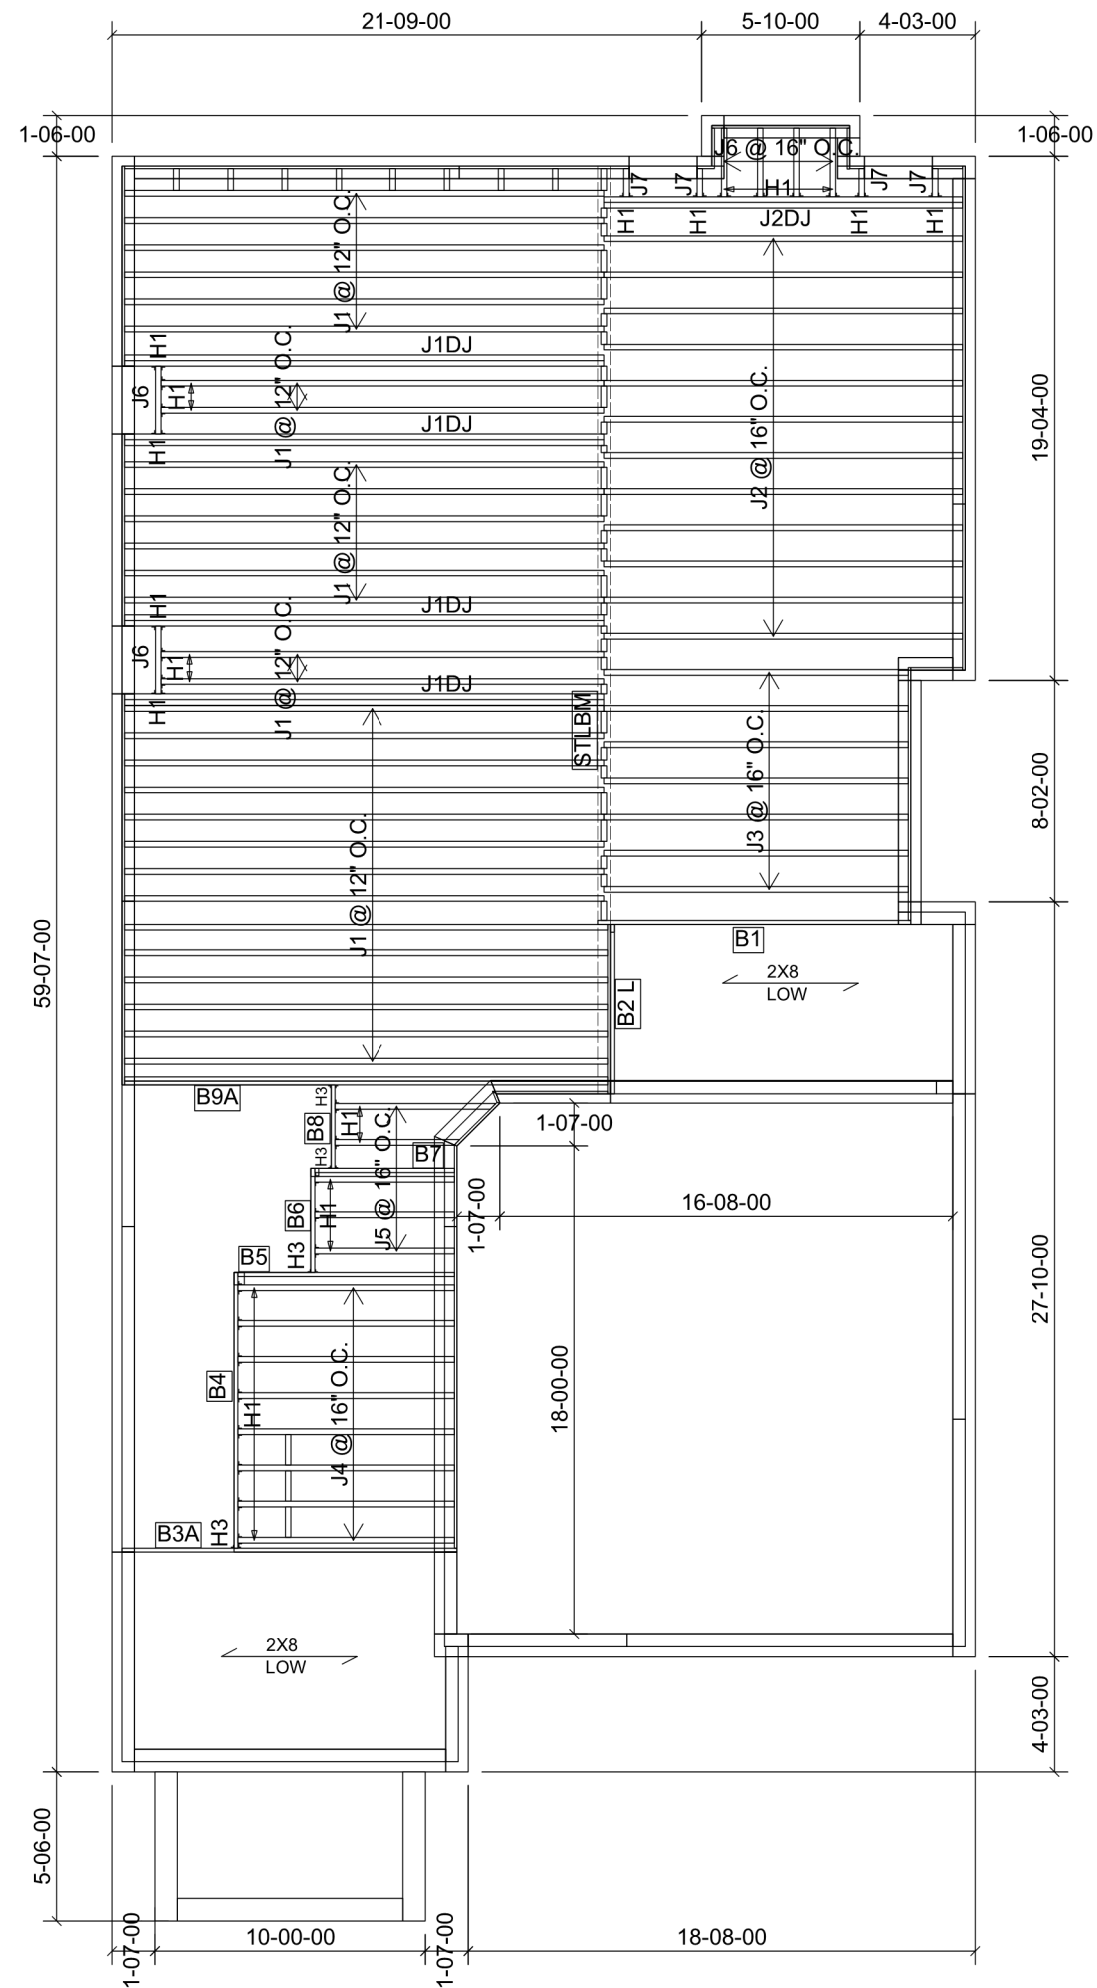 21-09-00
5-10-00
4-03-00
1-06-00
1-06-00
J6 @ 16" O.C.
H1
J7
J7
J7
J7
H1
H1
H1
H1
J2DJ
J1 @ 12" O.C.
J1DJ
H1
J6
H1
J1 @ 12" O.C.
J1DJ
H1
J2 @ 16" O.C.
19-04-00
J1 @ 12" O.C.
J1DJ
H1
J6
H1
J1 @ 12" O.C.
J1DJ
H1
STLBM
J3 @ 16" O.C.
8-02-00
J1 @ 12" O.C.
59-07-00
B1
2X8
LOW
B2 L
B9A
H3
B8
H1
H3
B7
J5 @ 16" O.C.
1-07-00
1-07-00
16-08-00
B6
H1
H3
B5
27-10-00
B4
H1
J4 @ 16" O.C.
18-00-00
B3A
H3
2X8
LOW
4-03-00
5-06-00
1-07-00
10-00-00
1-07-00
18-08-00